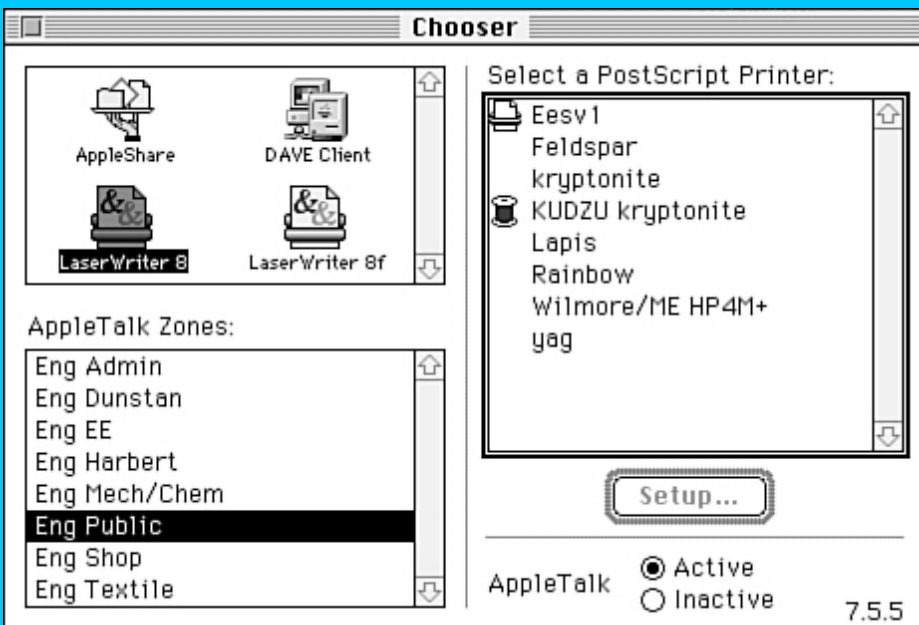 Chooser
AppleShare
DAVE Client
LaserWriter 8
LaserWriter 8f
AppleTalk Zones:
Eng Admin
Eng Dunstan
Eng EE
Eng Harbert
Eng Mech/Chem
Eng Public
Eng Shop
Eng Textile
Select a PostScript Printer:
Eesv1
Feldspar
kryptonite
KUDZU kryptonite
Lapis
Rainbow
Wilmore/ME HP4M+
yag
Setup...
AppleTalk
Active
Inactive
7.5.5